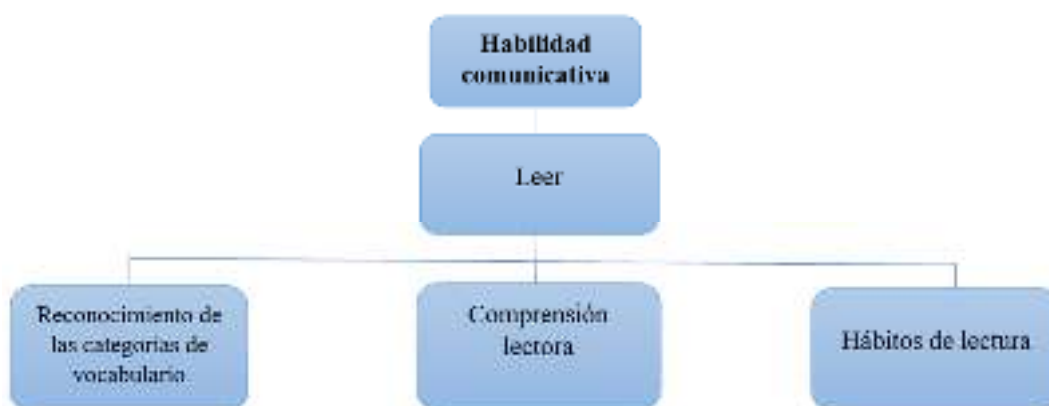 Habilidad
comunicativa
Leer
Reconocimiento de
las categorías de
vocabulario
Comprensión
lectora
Hábitos de lectura